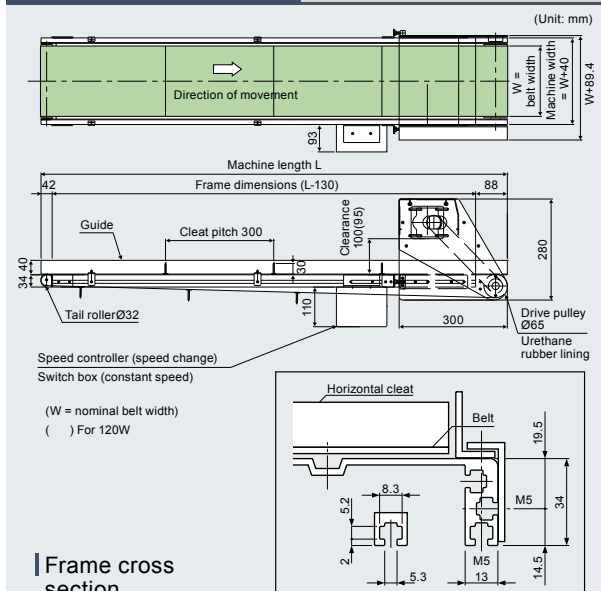 (Unit: mm)
Direction of movement
W =
belt width
Machine width
= W+40
W+89.4
93
Machine length L
42
Frame dimensions (L-130)
88
Guide
Cleat pitch 300
Clearance
100(95)
280
40
34
30
110
300
Tail rollerØ32
Drive pulley
Ø65
Urethane
rubber lining
Speed controller (speed change)
Switch box (constant speed)
(W = nominal belt width)
( ) For 120W
Horizontal cleat
Belt
19.5
8.3
5.2
M5
34
2
5.3
M5
13
14.5
Frame cross
section